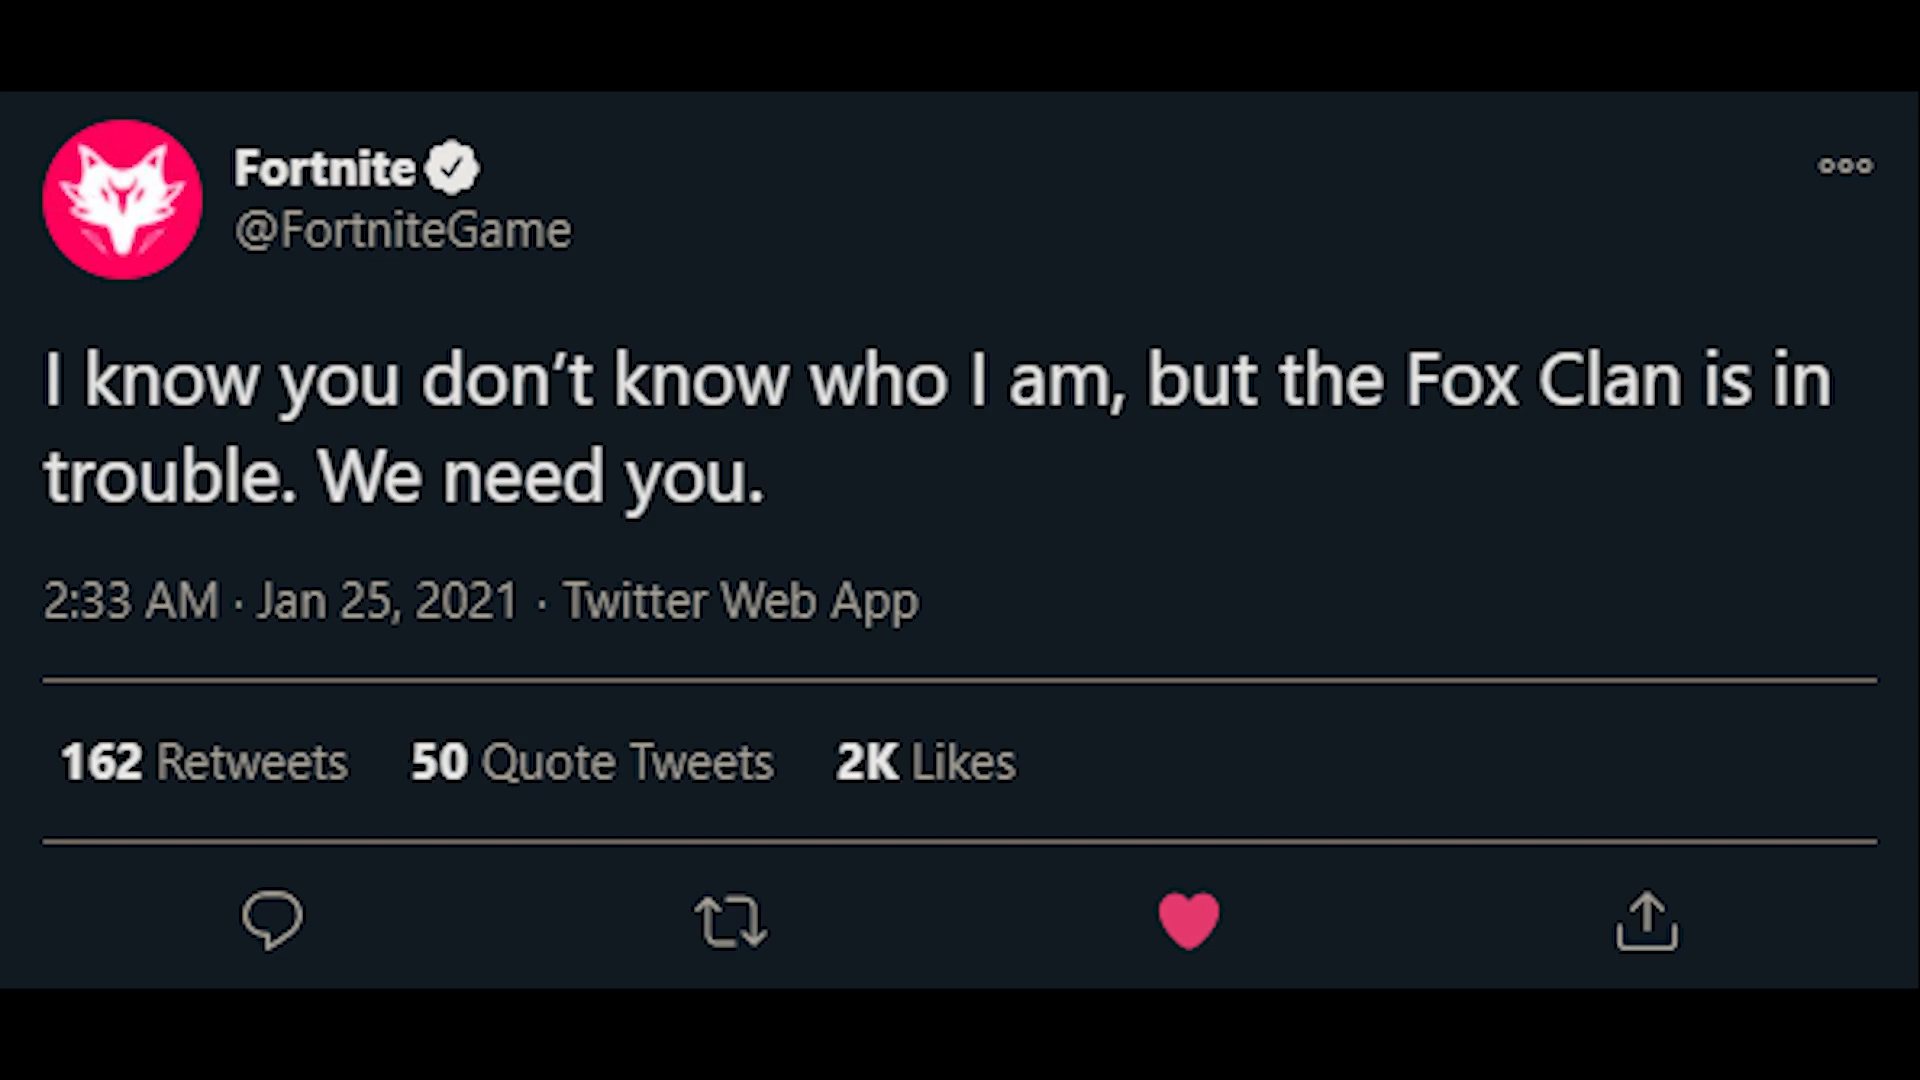 Fortnite
@FortniteGame
I know you don’t know who I am, but the Fox Clan is in
trouble. We need you.
2:33 AM · Jan 25, 2021 · Twitter Web App
162 Retweets 50 Quote Tweets 2K Likes